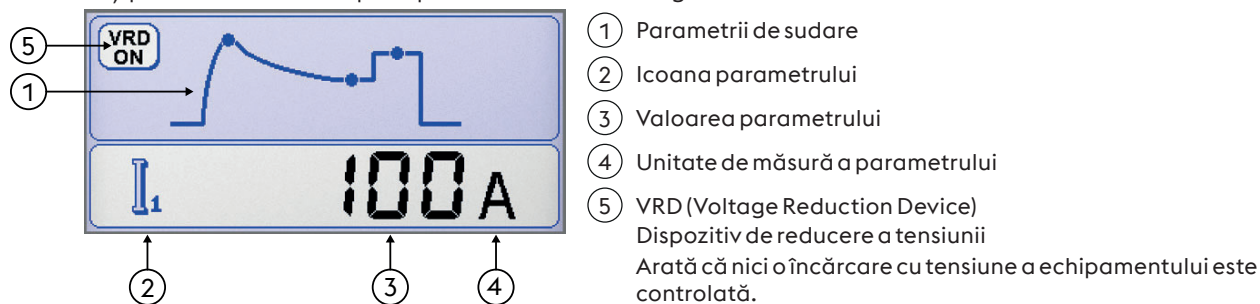 5
VRD
ON
1
I1
100 A
2
3
4
1 Parametrii de sudare
2 Icoana parametrului
3 Valoarea parametrului
4 Unitate de măsură a parametrului
5 VRD (Voltage Reduction Device)
Dispozitiv de reducere a tensiunii
Arată că nici o încărcare cu tensiune a echipamentului este
controlată.